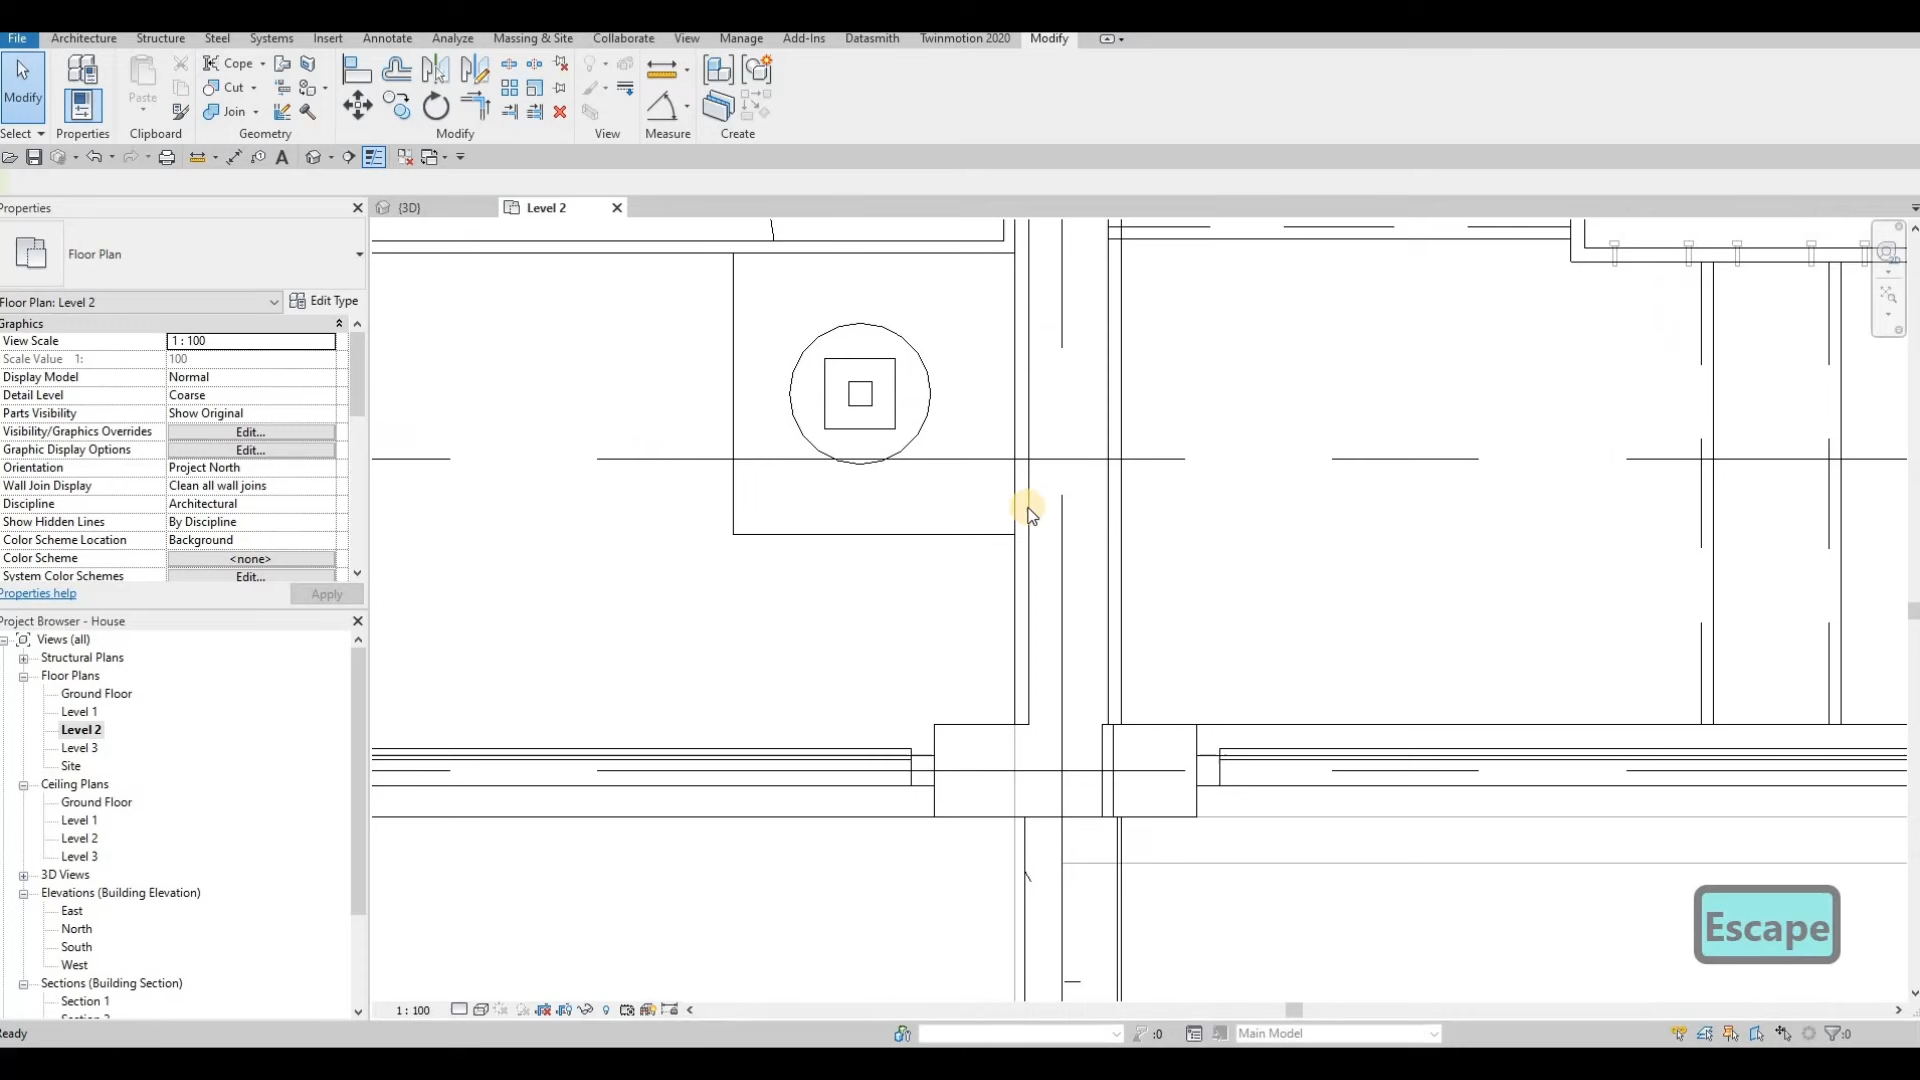 File Architecture Structure Steel Systems Insert Annotate Analyze Massing & Site Collaborate View Manage Add-Ins Datasmith Twinmotion 2020 Modify
Modify Paste Cope Cut Join
Select Properties Clipboard Geometry Modify View Measure Create
Properties {3D} Level 2
Floor Plan
Floor Plan: Level 2 Edit Type
Graphics
View Scale 1 : 100
Scale Value 1: 100
Display Model Normal
Detail Level Coarse
Parts Visibility Show Original
Visibility/Graphics Overrides Edit...
Graphic Display Options Edit...
Orientation Project North
Wall Join Display Clean all wall joins
Discipline Architectural
Show Hidden Lines By Discipline
Color Scheme Location Background
Color Scheme <none>
System Color Schemes Edit...
Properties help Apply
Project Browser - House
Views (all)
Structural Plans
Floor Plans
Ground Floor
Level 1
Level 2
Level 3
Site
Ceiling Plans
Ground Floor
Level 1
Level 2
Level 3
3D Views
Elevations (Building Elevation)
East
North
South
West
Sections (Building Section)
Section 1
Escape
1 : 100
Ready :0 Main Model :0